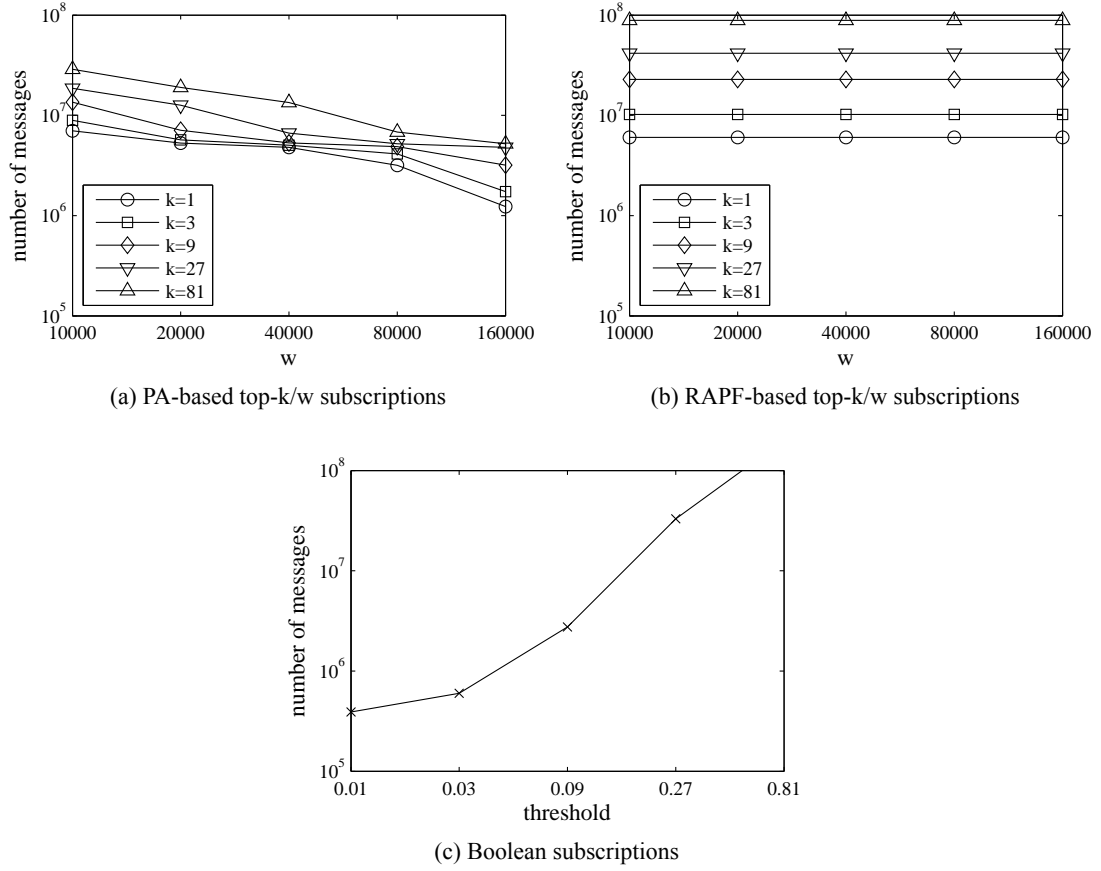 10^8
10^7
10^6
10^5
number of messages
k=1
k=3
k=9
k=27
k=81
10000 20000 40000 80000 160000
w
(a) PA-based top-k/w subscriptions
10^8
10^7
10^6
10^5
number of messages
k=1
k=3
k=9
k=27
k=81
10000 20000 40000 80000 160000
w
(b) RAPF-based top-k/w subscriptions
10^8
10^7
10^6
10^5
number of messages
0.01 0.03 0.09 0.27 0.81
threshold
(c) Boolean subscriptions